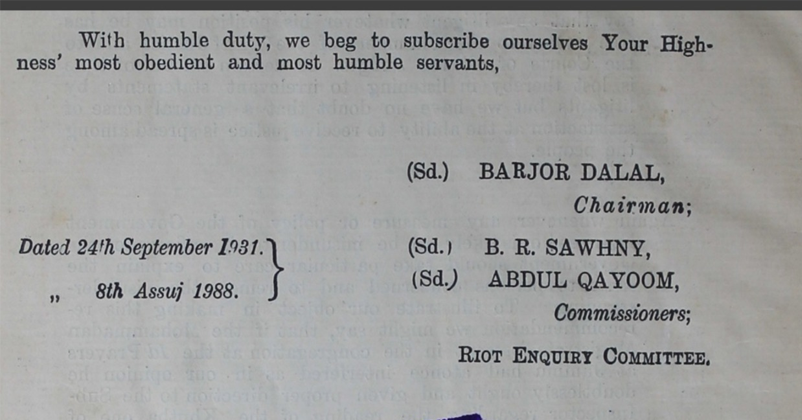 With humble duty, we beg to subscribe ourselves Your High-
ness' most obedient and most humble servants,
(Sd.) BARJOR DALAL,
Chairman;
Dated 24th September 1931.
„ 8th Assuj 1988.
(Sd.) B. R. SAWHNY,
(Sd.) ABDUL QAYOOM,
Commissioners;
RIOT ENQUIRY COMMITTEE.